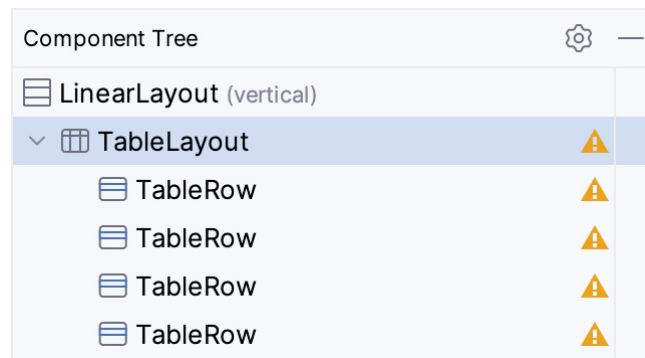 Component Tree
LinearLayout (vertical)
TableLayout
TableRow
TableRow
TableRow
TableRow